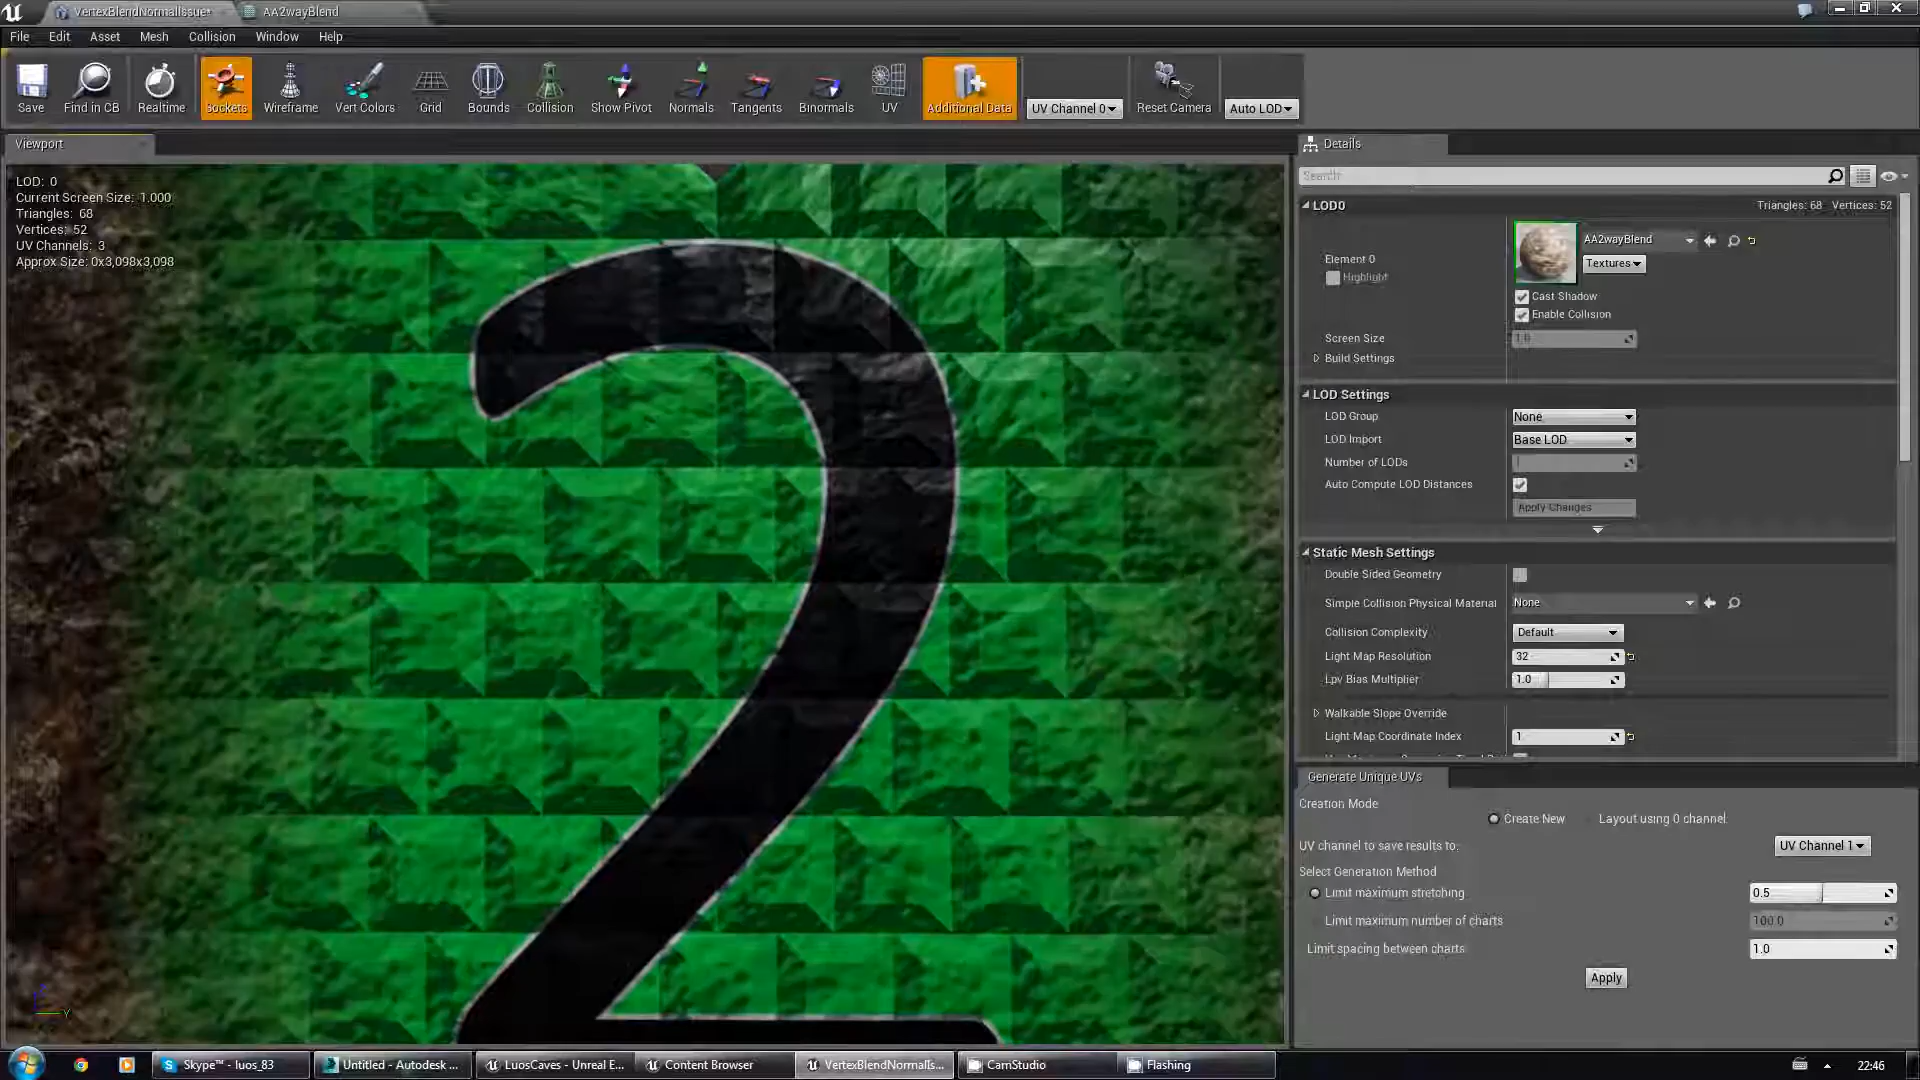 VertexBlendNormalIssue*
AA2wayBlend
File Edit Asset Mesh Collision Window Help
Save Find in CB Realtime Sockets Wireframe Vert Colors Grid Bounds Collision Show Pivot Normals Tangents Binormals UV Additional Data UV Channel 0 Reset Camera Auto LOD
Viewport
LOD: 0
Current Screen Size: 1.000
Triangles: 68
Vertices: 52
UV Channels: 3
Approx Size: 0x3,098x3,098
2
Details
Search
LOD0 Triangles: 68 Vertices: 52
Element 0
Highlight
AA2wayBlend
Textures
Cast Shadow
Enable Collision
Screen Size 1.0
Build Settings
LOD Settings
LOD Group None
LOD Import Base LOD
Number of LODs
Auto Compute LOD Distances
Apply Changes
Static Mesh Settings
Double Sided Geometry
Simple Collision Physical Material None
Collision Complexity Default
Light Map Resolution 32
Lpv Bias Multiplier 1.0
Walkable Slope Override
Light Map Coordinate Index 1
Generate Unique UVs
Creation Mode
Create New Layout using 0 channel
UV channel to save results to: UV Channel 1
Select Generation Method
Limit maximum stretching 0.5
Limit maximum number of charts 100.0
Limit spacing between charts 1.0
Apply
Y
Skype™ - luos_83 Untitled - Autodesk ... LuosCaves - Unreal E... Content Browser VertexBlendNormalIs... CamStudio Flashing 22:46